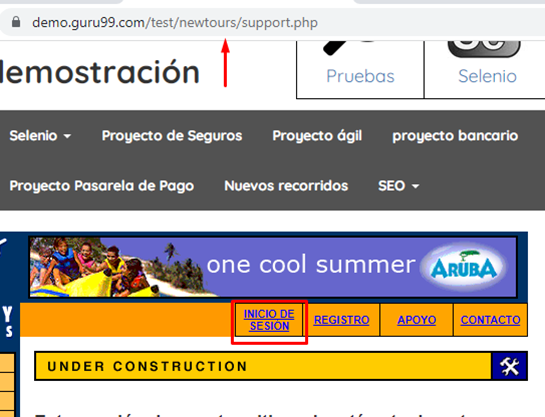 demo.guru99.com/test/newtours/support.php
demostración
Pruebas
Selenio
Selenio
Proyecto de Seguros
Proyecto ágil
proyecto bancario
Proyecto Pasarela de Pago
Nuevos recorridos
SEO
one cool summer
ARUBA
Y
S
INICIO DE
SESIÓN
REGISTRO
APOYO
CONTACTO
UNDER CONSTRUCTION